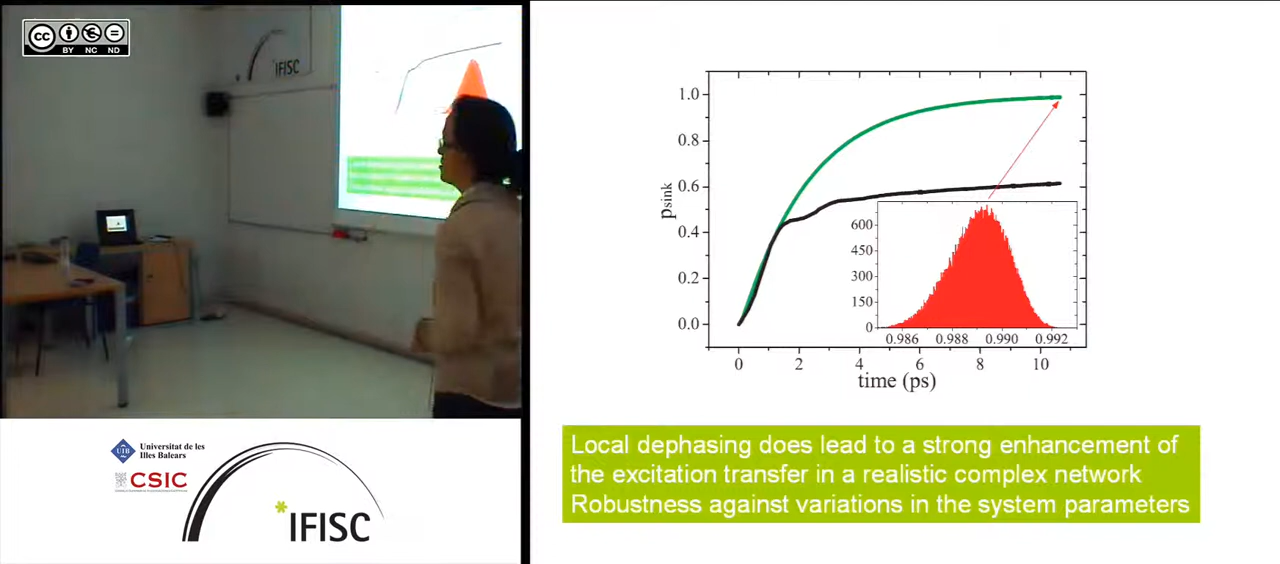 cc
BY NC ND
IFISC
Universitat de les
Illes Balears
UIB
CSIC
*IFISC
1.0
0.8
0.6
0.4
0.2
0.0
psink
0 2 4 6 8 10
time (ps)
600
450
300
150
0
0.986 0.988 0.990 0.992
Local dephasing does lead to a strong enhancement of
the excitation transfer in a realistic complex network
Robustness against variations in the system parameters